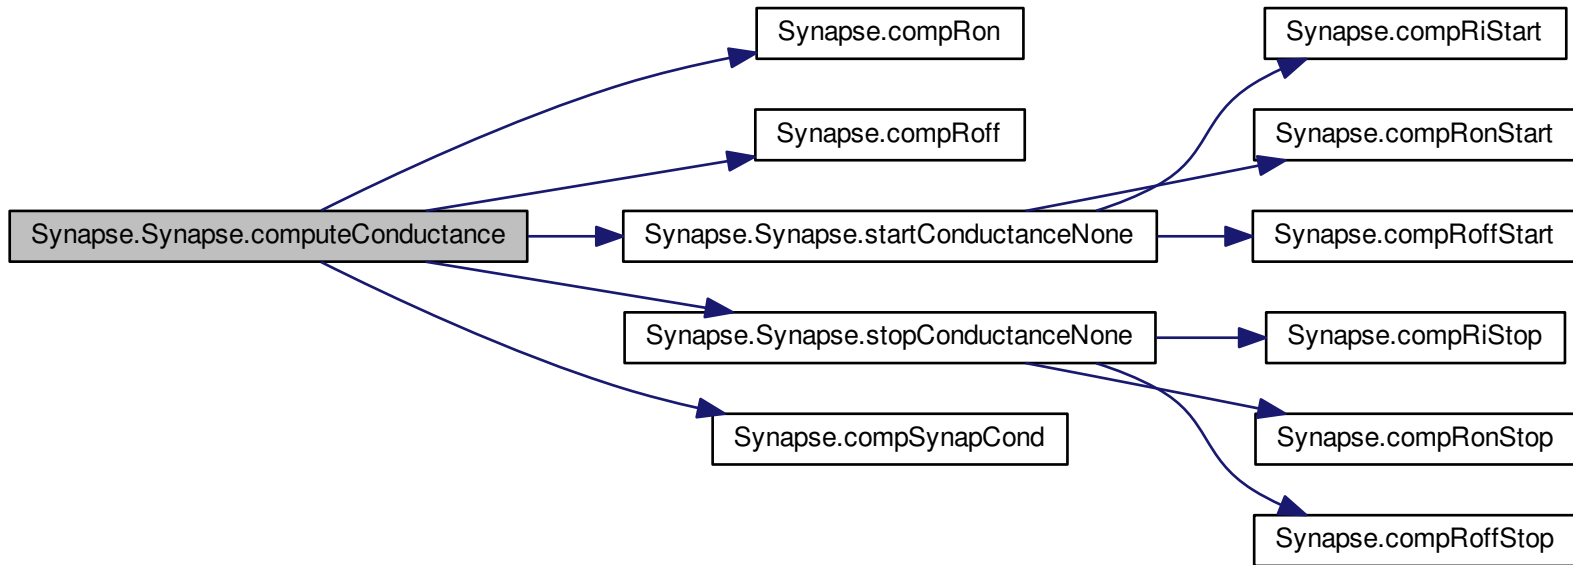 Synapse.compRon
Synapse.compRiStart
Synapse.compRoff
Synapse.compRonStart
Synapse.Synapse.computeConductance
Synapse.Synapse.startConductanceNone
Synapse.compRoffStart
Synapse.Synapse.stopConductanceNone
Synapse.compRiStop
Synapse.compSynapCond
Synapse.compRonStop
Synapse.compRoffStop